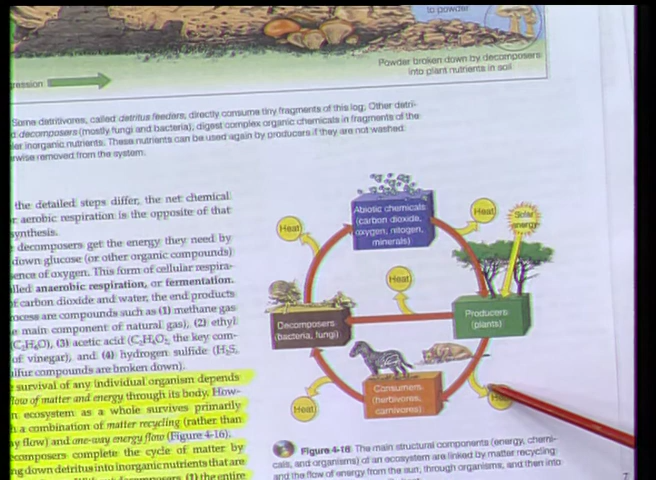 to powder
Powder broken down by decomposers
into plant nutrients in soil
ression
Some detritivores, called detritus feeders, directly consume tiny fragments of this log; Other detri-
d decomposers (mostly fungi and bacteria), digest complex organic chemicals in fragments of the
ler inorganic nutrients. These nutrients can be used again by producers if they are not washed
rwise removed from the system.
the detailed steps differ, the net chemical
r aerobic respiration is the opposite of that
synthesis.
decomposers get the energy they need by
down glucose (or other organic compounds)
sence of oxygen. This form of cellular respira-
lled anaerobic respiration, or fermentation.
f carbon dioxide and water, the end products
rocess are compounds such as (1) methane gas
e main component of natural gas), (2) ethyl
(C₂H₆O), (3) acetic acid (C₂H₄O₂, the key com-
of vinegar), and (4) hydrogen sulfide (H₂S,
lfur compounds are broken down).
survival of any individual organism depends
flow of matter and energy through its body. How-
n ecosystem as a whole survives primarily
h a combination of matter recycling (rather than
y flow) and one-way energy flow (Figure 4-16).
composers complete the cycle of matter by
ng down detritus into inorganic nutrients that are
decomposers, (1) the entire
Abiotic chemicals
(carbon dioxide,
oxygen, nitogen,
minerals)
Heat
Solar
energy
Heat
Heat
Producers
(plants)
Decomposers
(bacteria, fungi)
Consumers
(herbivores,
carnivores)
Heat
He
Figure 4-16 The main structural components (energy, chemi-
cals, and organisms) of an ecosystem are linked by matter recycling
and the flow of energy from the sun, through organisms, and then into
7